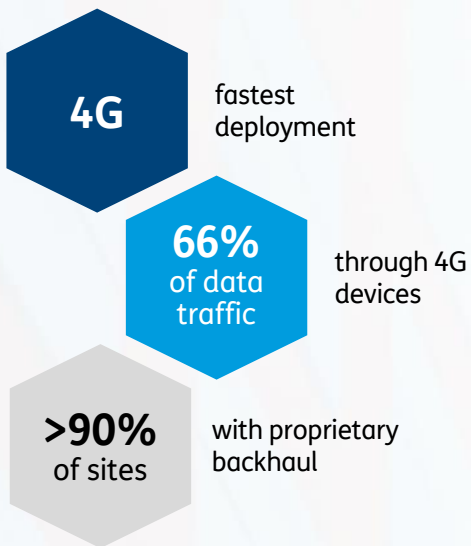 4G
fastest
deployment
66%
of data
traffic
through 4G
devices
>90%
of sites
with proprietary
backhaul